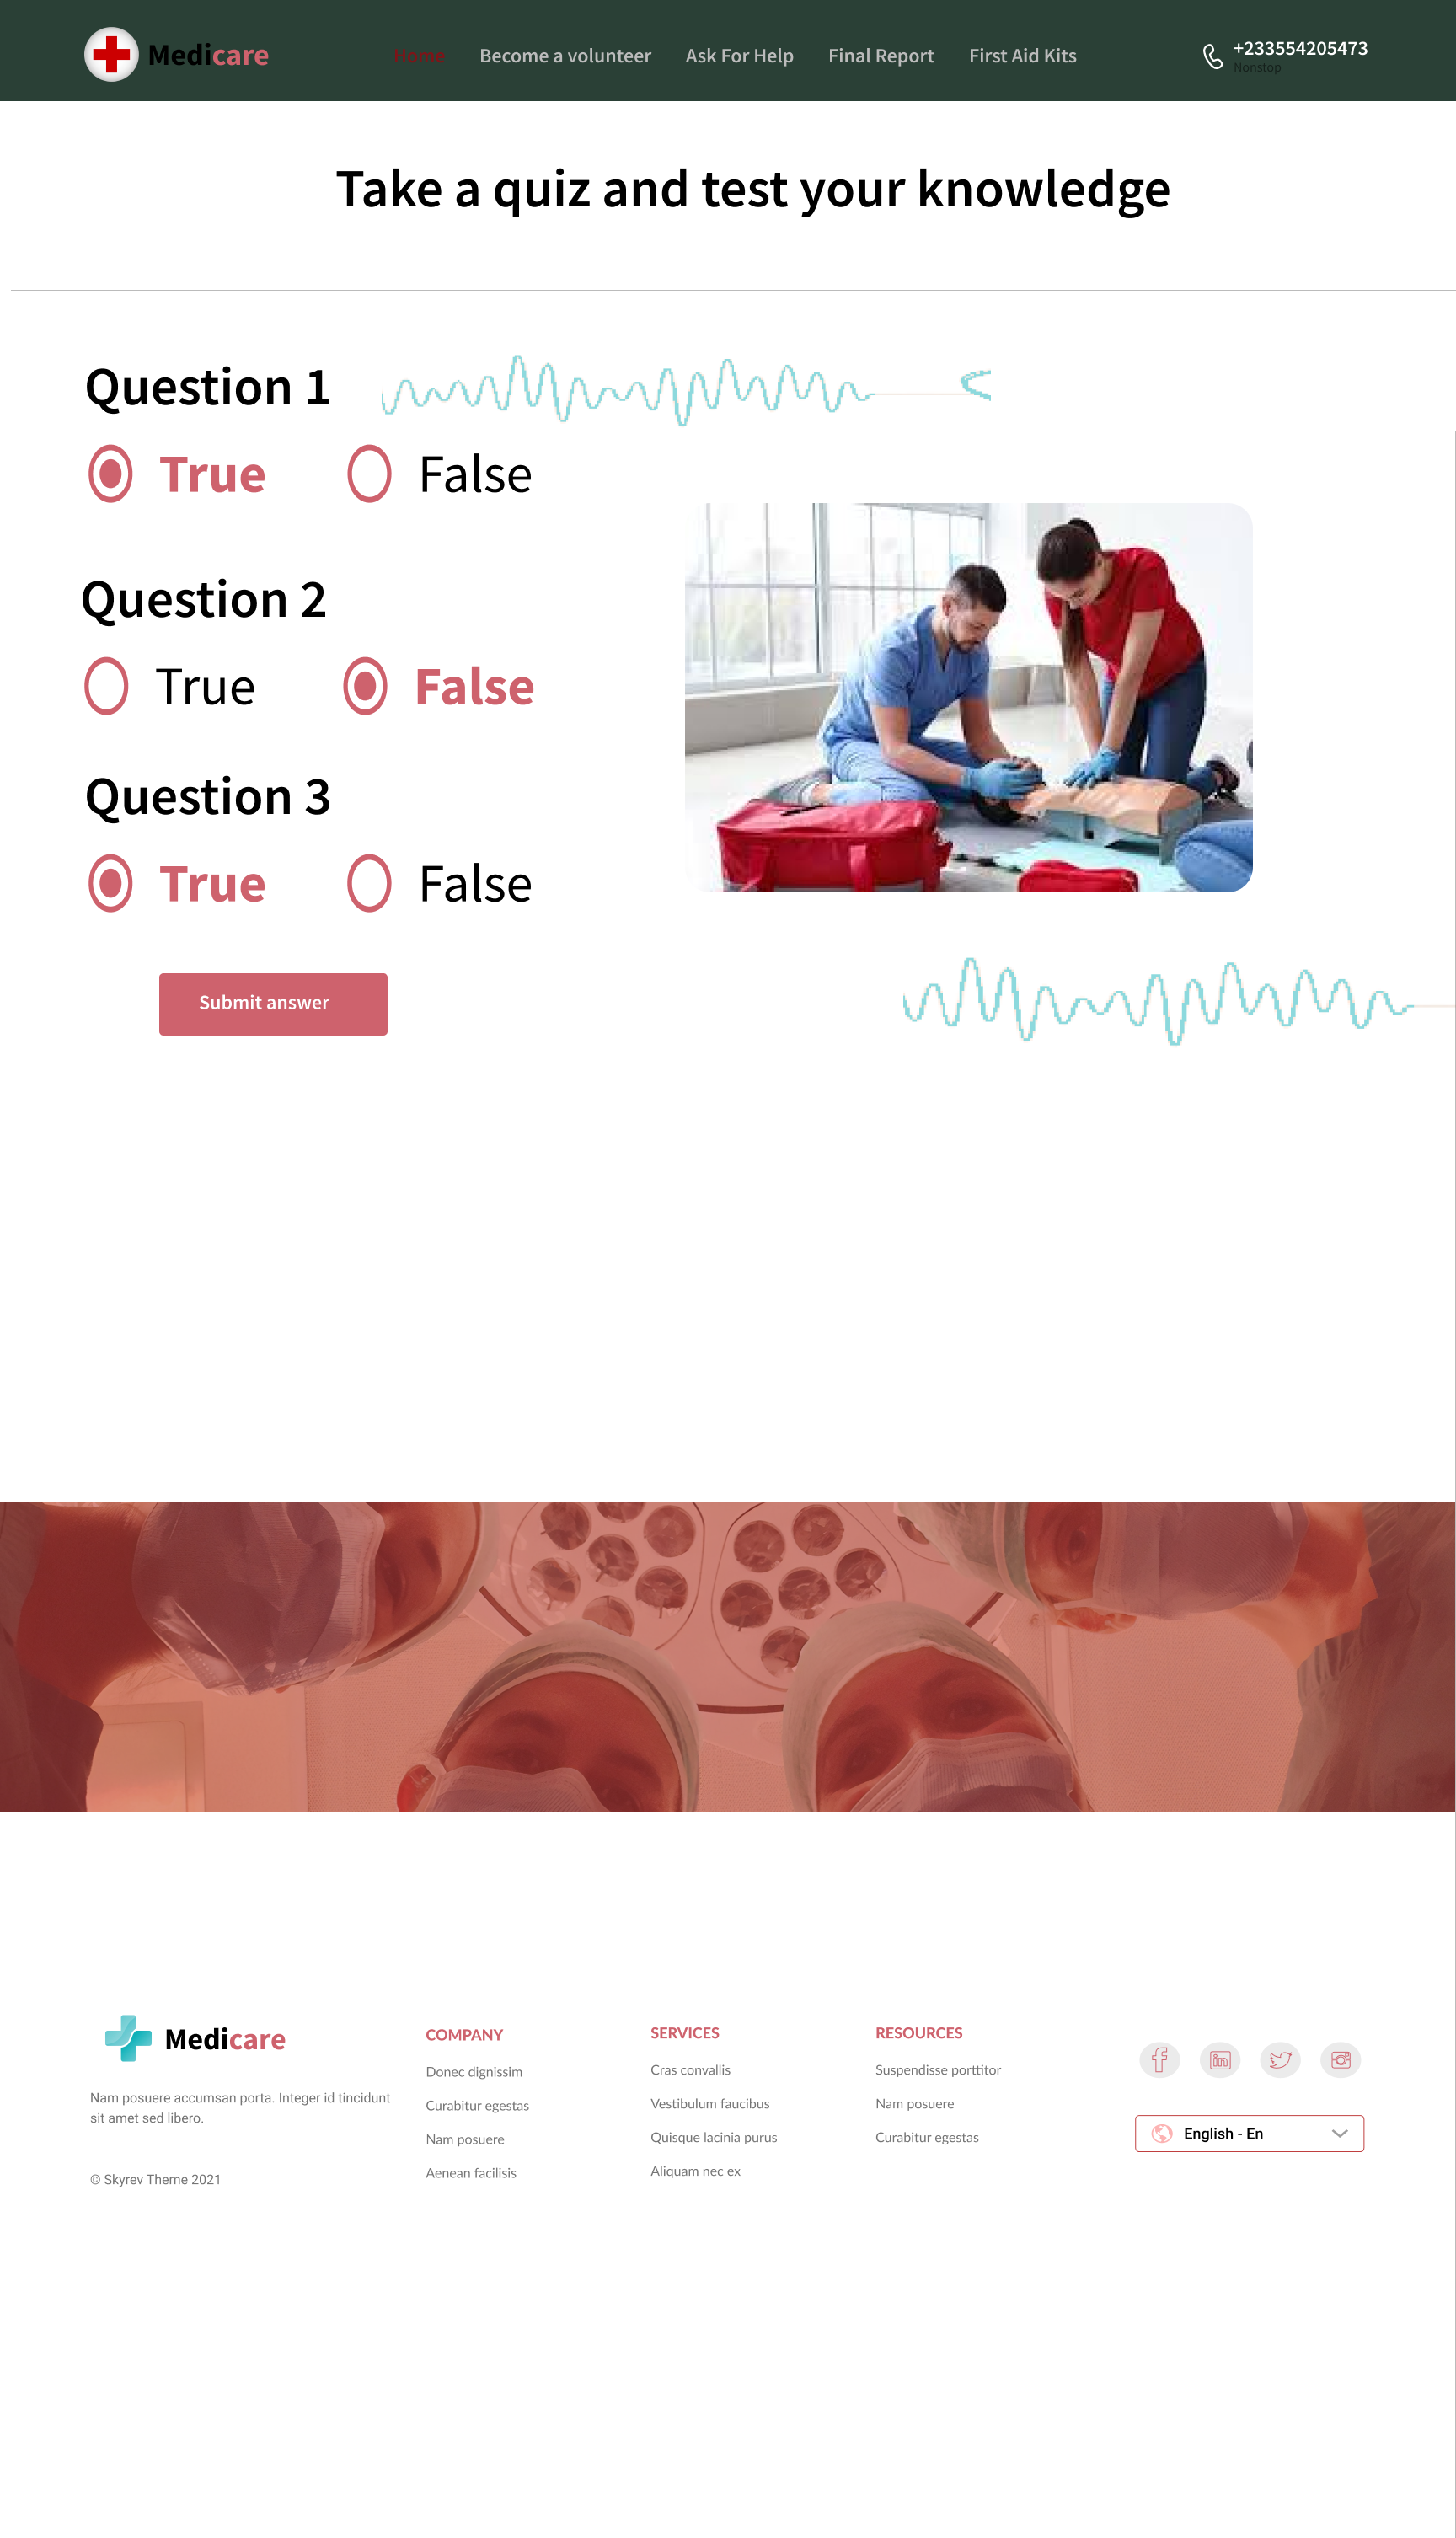 Medicare
Home Become a volunteer Ask For Help Final Report First Aid Kits
+233554205473
Nonstop
Take a quiz and test your knowledge
Question 1
True False
Question 2
True False
Question 3
True False
Submit answer
Medicare
Nam posuere accumsan porta. Integer id tincidunt
sit amet sed libero.
© Skyrev Theme 2021
COMPANY
Donec dignissim
Curabitur egestas
Nam posuere
Aenean facilisis
SERVICES
Cras convallis
Vestibulum faucibus
Quisque lacinia purus
Aliquam nec ex
RESOURCES
Suspendisse porttitor
Nam posuere
Curabitur egestas
English - En